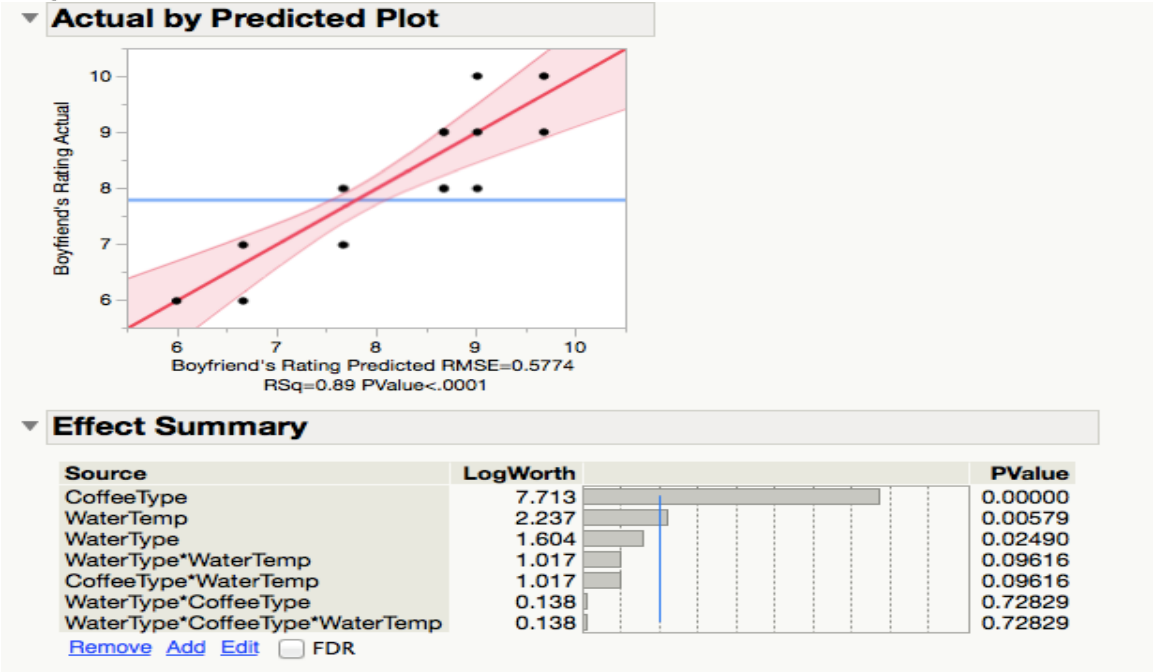 Actual by Predicted Plot
Boyfriend's Rating Actual
10
9
8
7
6
6 7 8 9 10
Boyfriend's Rating Predicted RMSE=0.5774
RSq=0.89 PValue<.0001
Effect Summary
Source LogWorth PValue
CoffeeType 7.713 0.00000
WaterTemp 2.237 0.00579
WaterType 1.604 0.02490
WaterType*WaterTemp 1.017 0.09616
CoffeeType*WaterTemp 1.017 0.09616
WaterType*CoffeeType 0.138 0.72829
WaterType*CoffeeType*WaterTemp 0.138 0.72829
Remove Add Edit FDR